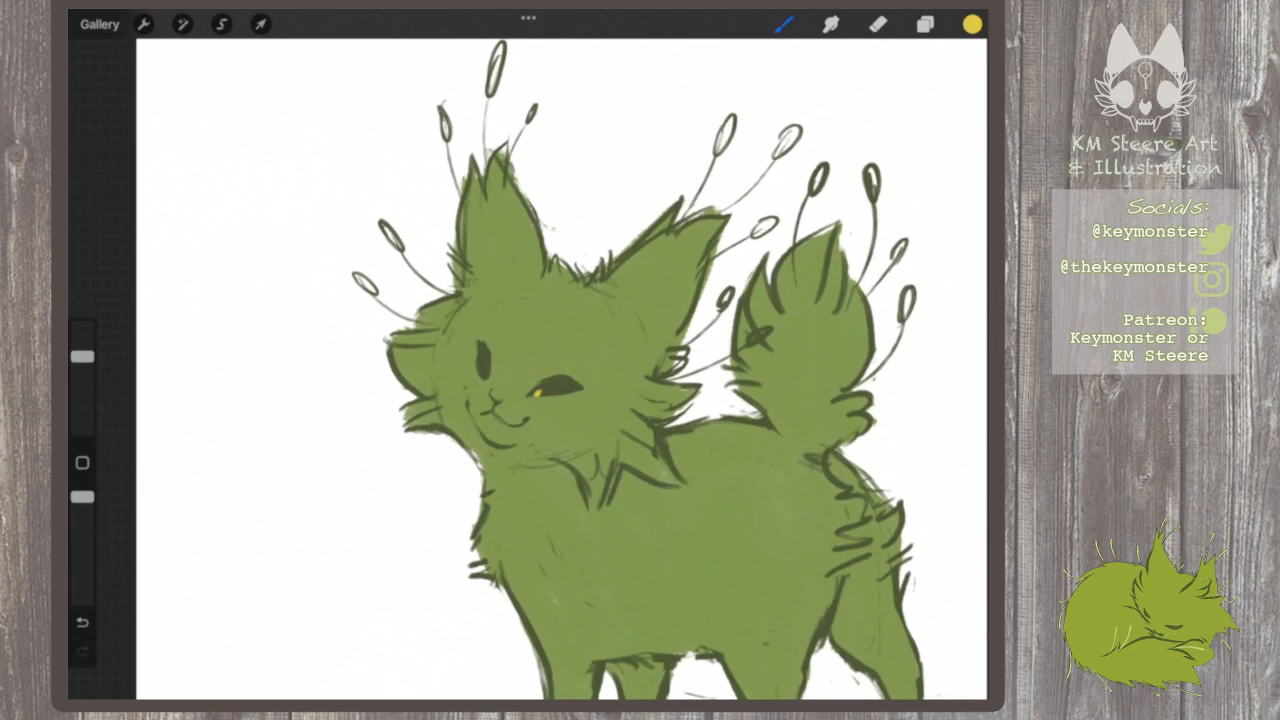 Gallery
KM Steere Art
& Illustration
Socials:
@keymonster
@thekeymonster
Patreon:
Keymonster or
KM Steere